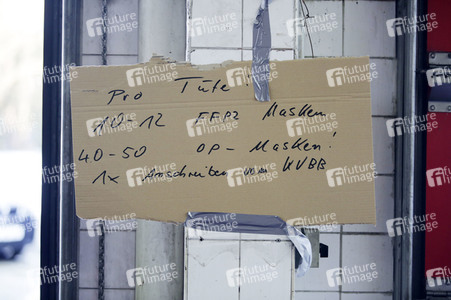 Pro Tüte!
10-12 FFP2 Masken
40-50 OP-Masken!
1x Anschreiben von KVBB